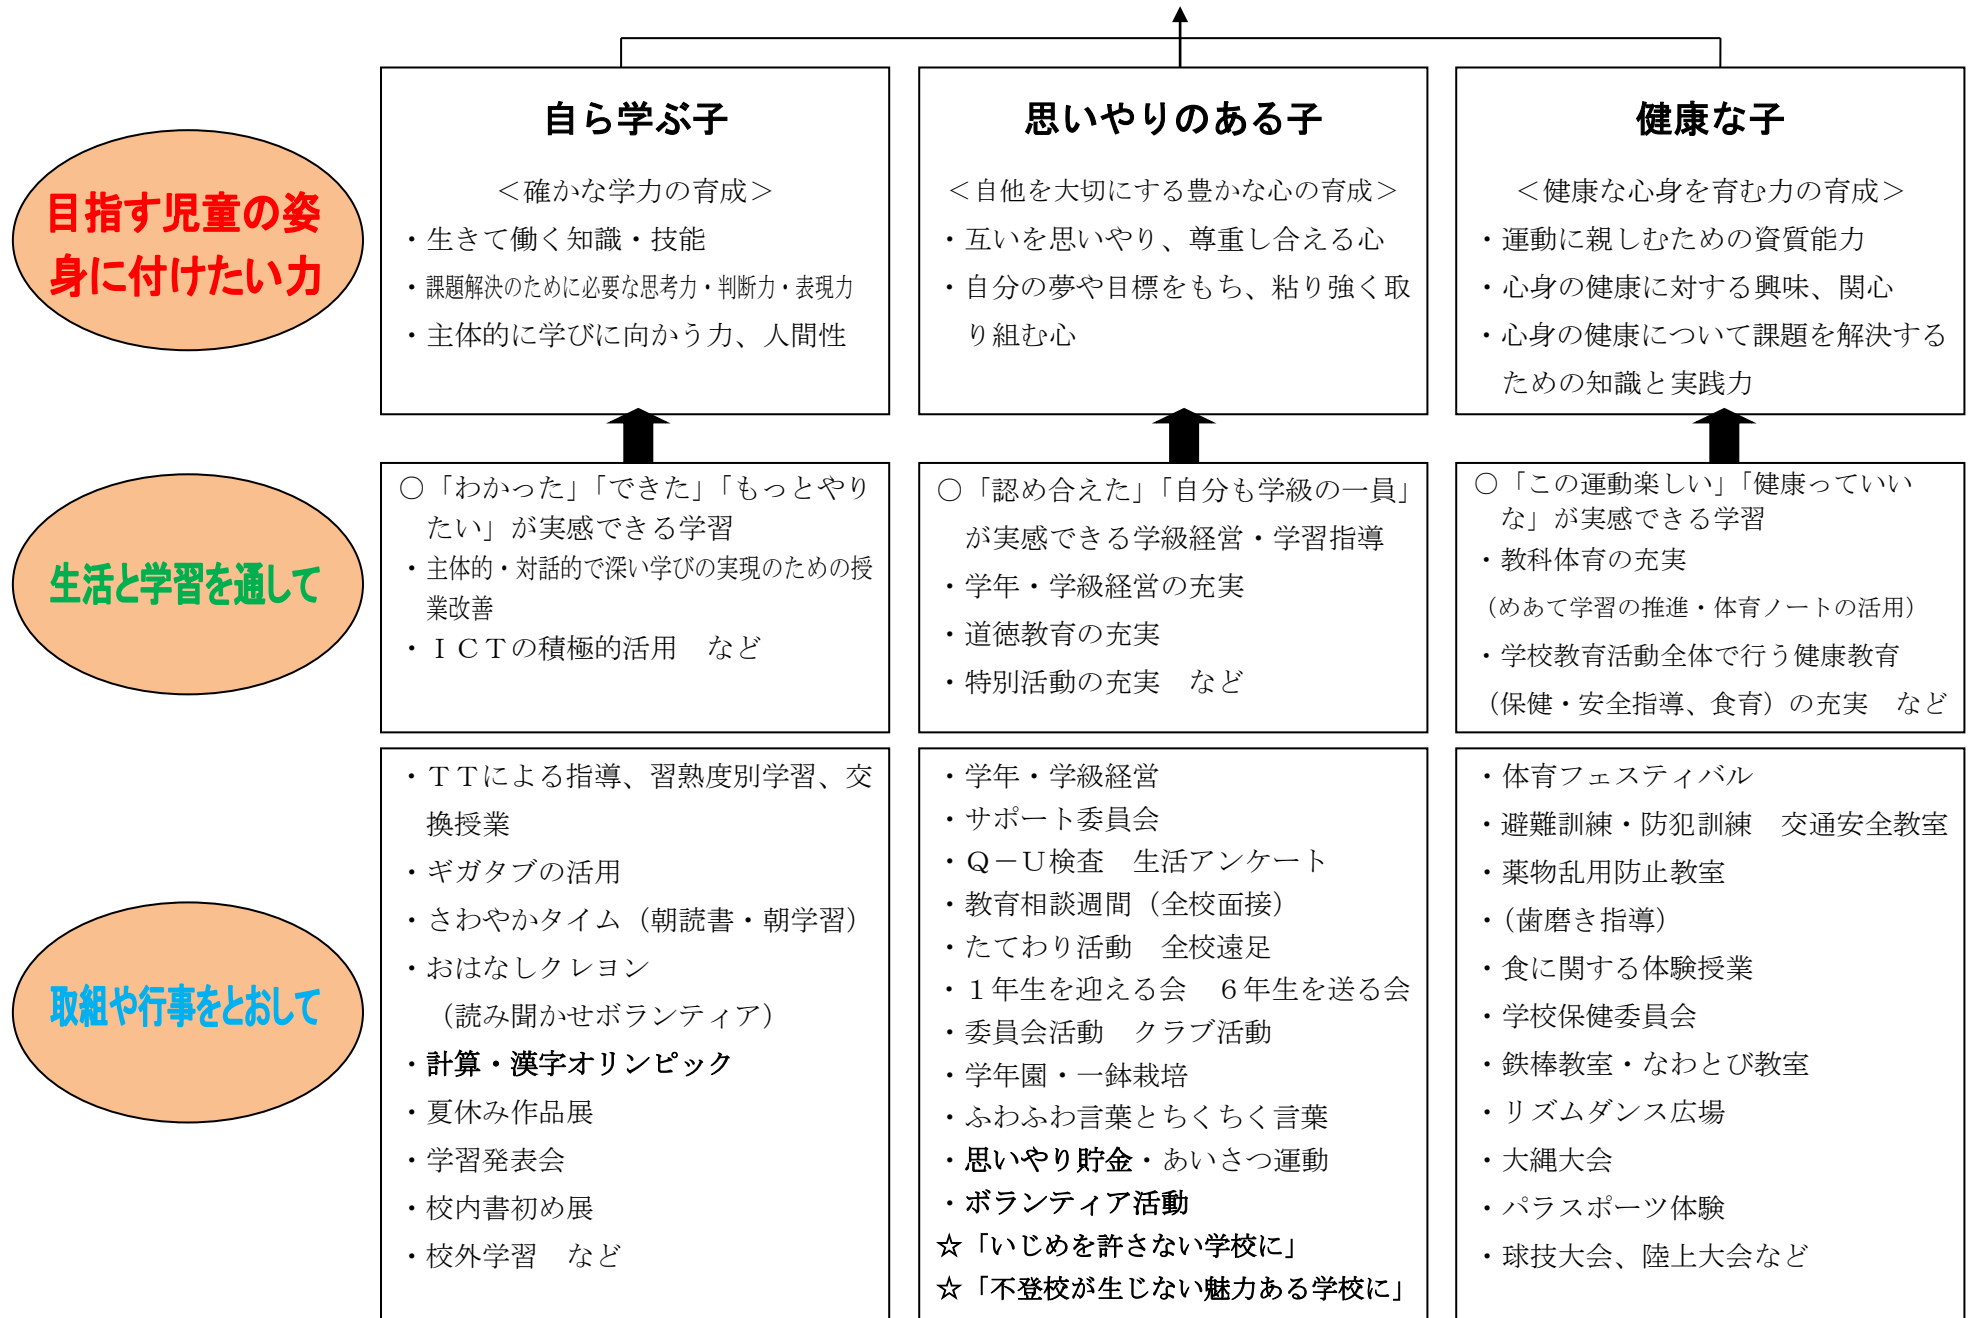 目指す児童の姿
身に付けたい力
自ら学ぶ子
＜確かな学力の育成＞
・生きて働く知識・技能
・課題解決のために必要な思考力・判断力・表現力
・主体的に学びに向かう力、人間性
思いやりのある子
＜自他を大切にする豊かな心の育成＞
・互いを思いやり、尊重し合える心
・自分の夢や目標をもち、粘り強く取
り組む心
健康な子
＜健康な心身を育む力の育成＞
・運動に親しむための資質能力
・心身の健康に対する興味、関心
・心身の健康について課題を解決する
ための知識と実践力
生活と学習を通して
○「わかった」「できた」「もっとやり
たい」が実感できる学習
・主体的・対話的で深い学びの実現のための授
業改善
・ＩＣＴの積極的活用　など
○「認め合えた」「自分も学級の一員」
が実感できる学級経営・学習指導
・学年・学級経営の充実
・道徳教育の充実
・特別活動の充実　など
○「この運動楽しい」「健康っていい
な」が実感できる学習
・教科体育の充実
（めあて学習の推進・体育ノートの活用）
・学校教育活動全体で行う健康教育
（保健・安全指導、食育）の充実　など
取組や行事をとおして
・ＴＴによる指導、習熟度別学習、交
換授業
・ギガタブの活用
・さわやかタイム（朝読書・朝学習）
・おはなしクレヨン
（読み聞かせボランティア）
・計算・漢字オリンピック
・夏休み作品展
・学習発表会
・校内書初め展
・校外学習　など
・学年・学級経営
・サポート委員会
・Ｑ－Ｕ検査　生活アンケート
・教育相談週間（全校面接）
・たてわり活動　全校遠足
・１年生を迎える会　６年生を送る会
・委員会活動　クラブ活動
・学年園・一鉢栽培
・ふわふわ言葉とちくちく言葉
・思いやり貯金・あいさつ運動
・ボランティア活動
☆「いじめを許さない学校に」
☆「不登校が生じない魅力ある学校に」
・体育フェスティバル
・避難訓練・防犯訓練　交通安全教室
・薬物乱用防止教室
・（歯磨き指導）
・食に関する体験授業
・学校保健委員会
・鉄棒教室・なわとび教室
・リズムダンス広場
・大縄大会
・パラスポーツ体験
・球技大会、陸上大会など